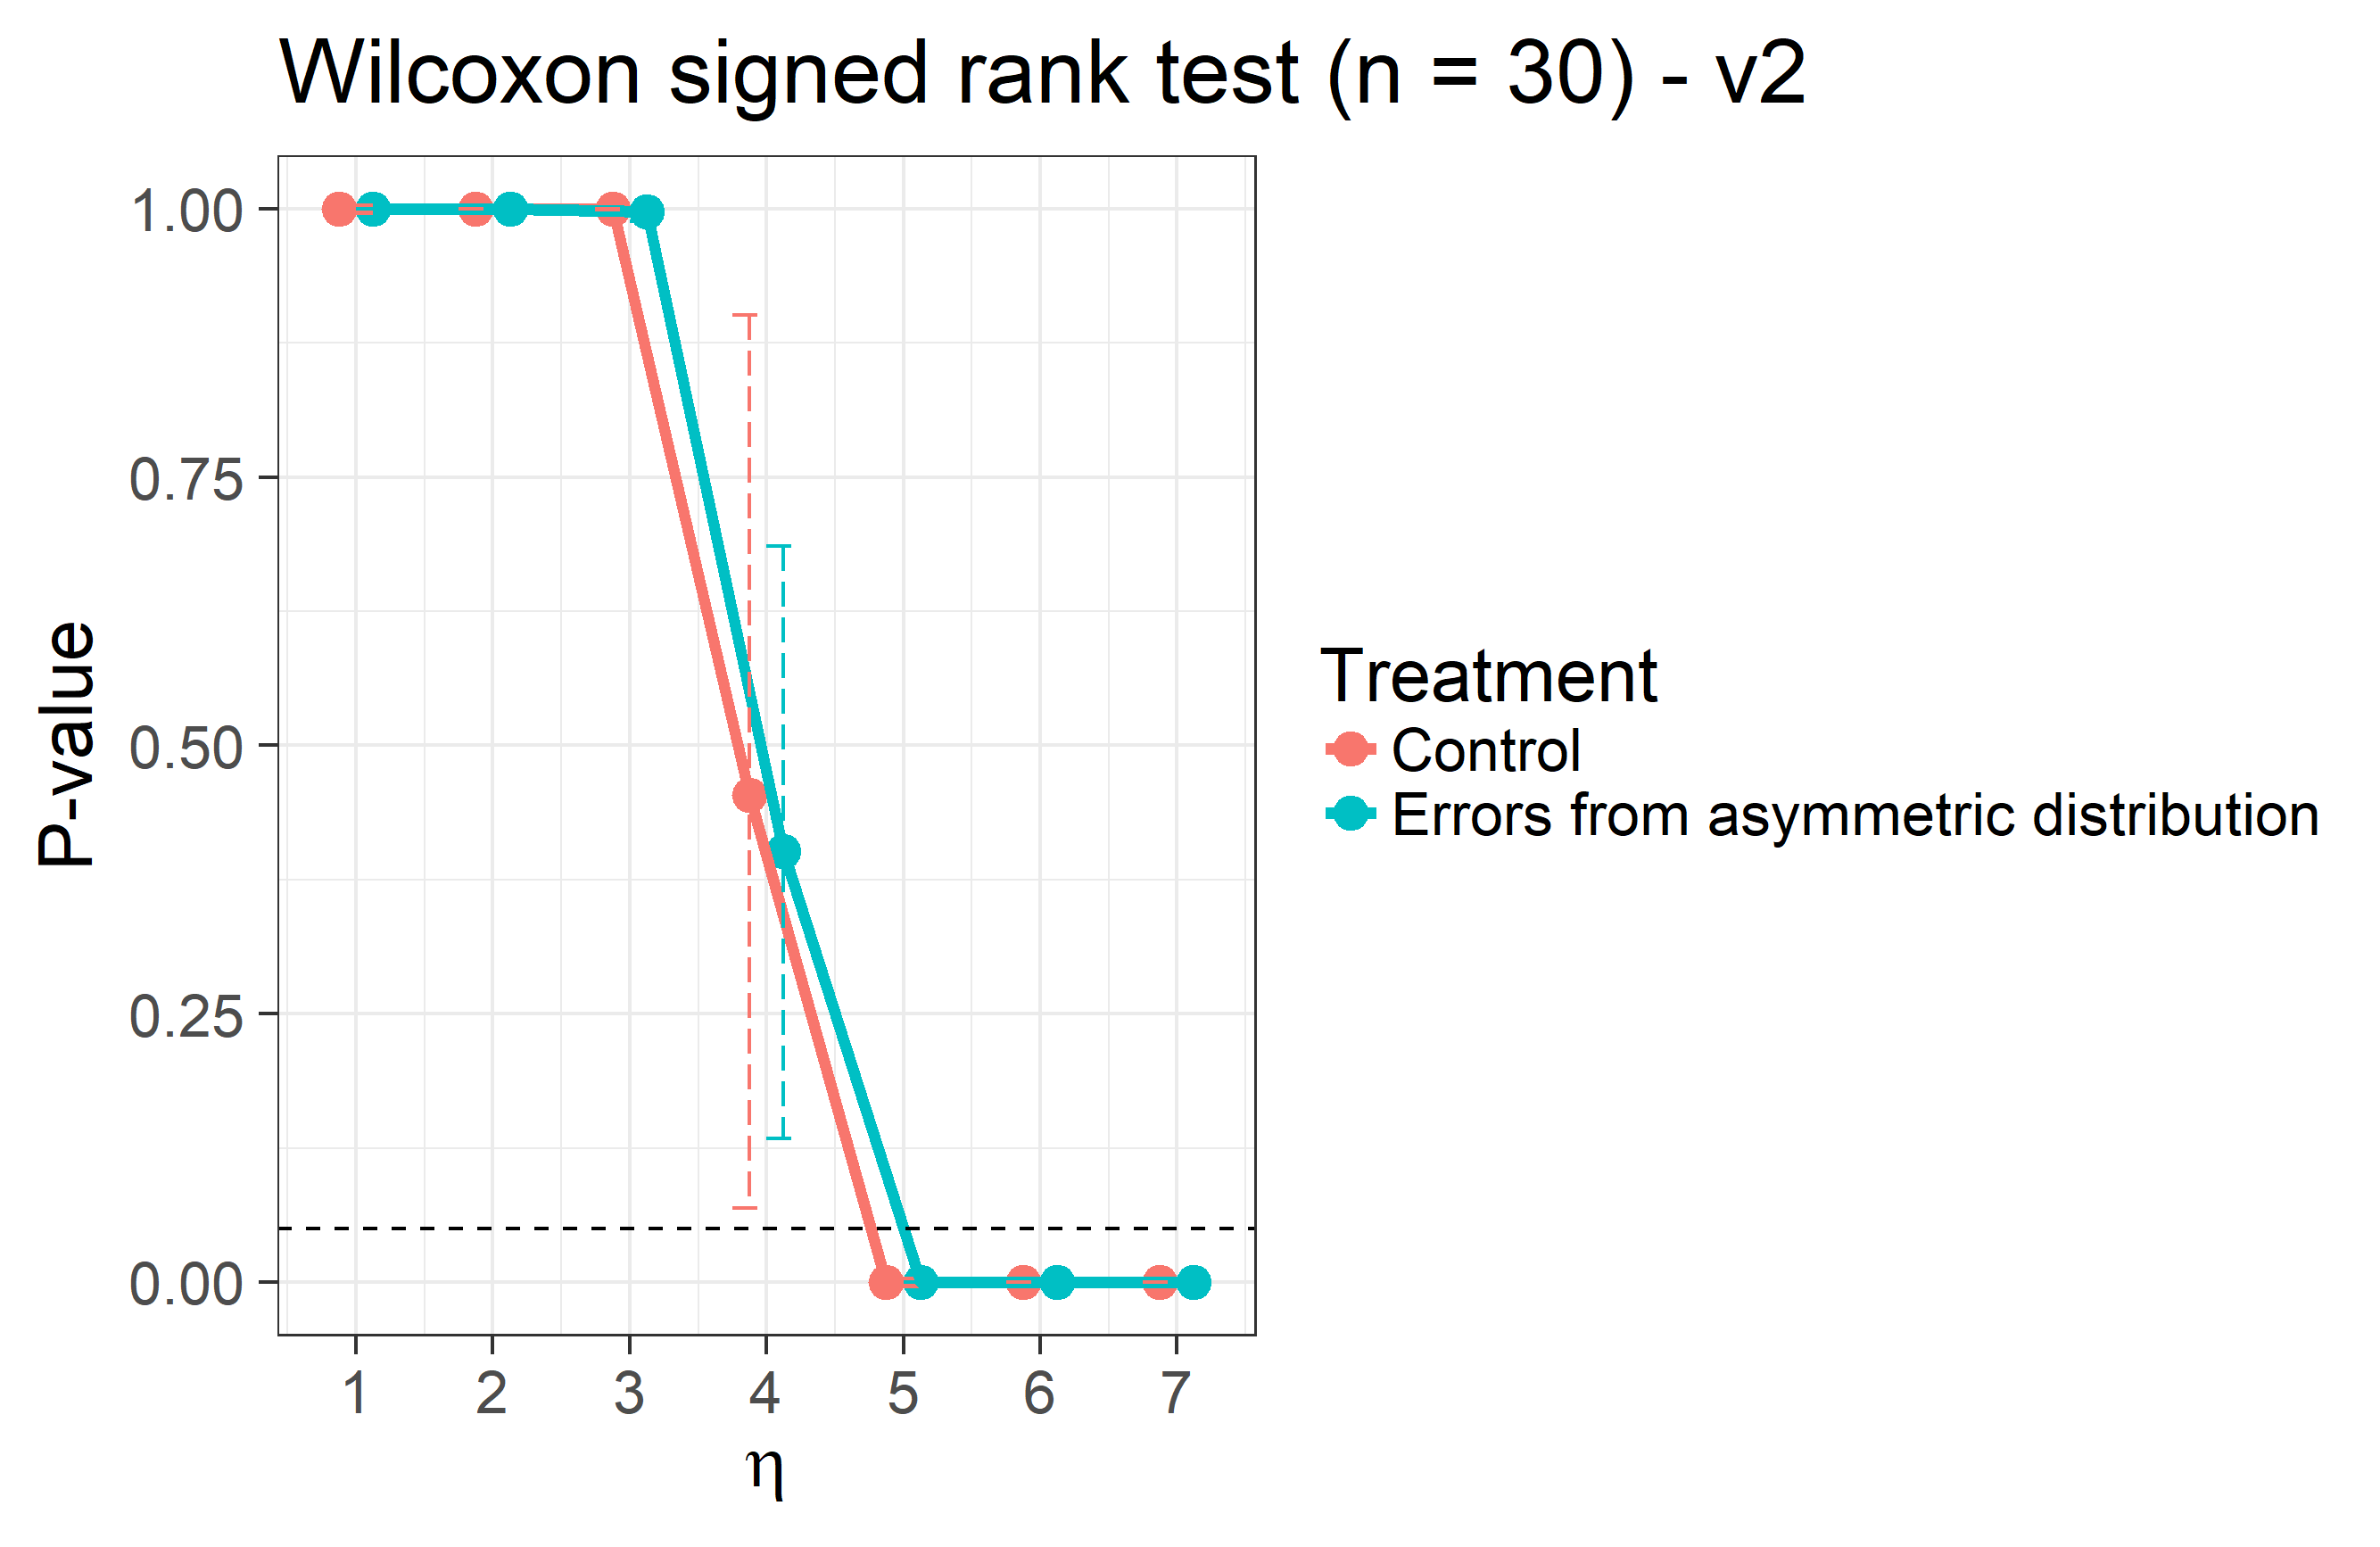 Wilcoxon signed rank test (n = 30) - v2
1.00
0.75
0.50
0.25
0.00
P-value
1 2 3 4 5 6 7
η
Treatment
Control
Errors from asymmetric distribution